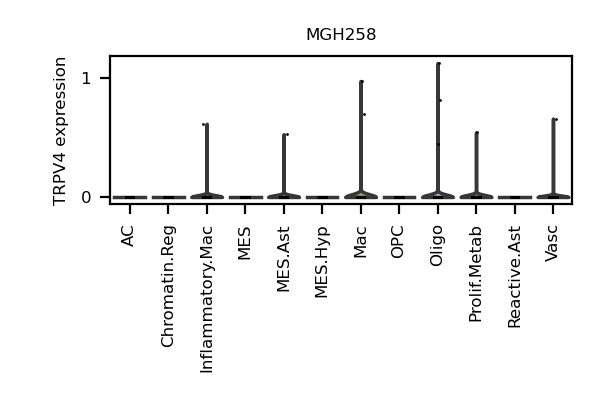 MGH258
TRPV4 expression
1
0
AC
Chromatin.Reg
Inflammatory.Mac
MES
MES.Ast
MES.Hyp
Mac
OPC
Oligo
Prolif.Metab
Reactive.Ast
Vasc